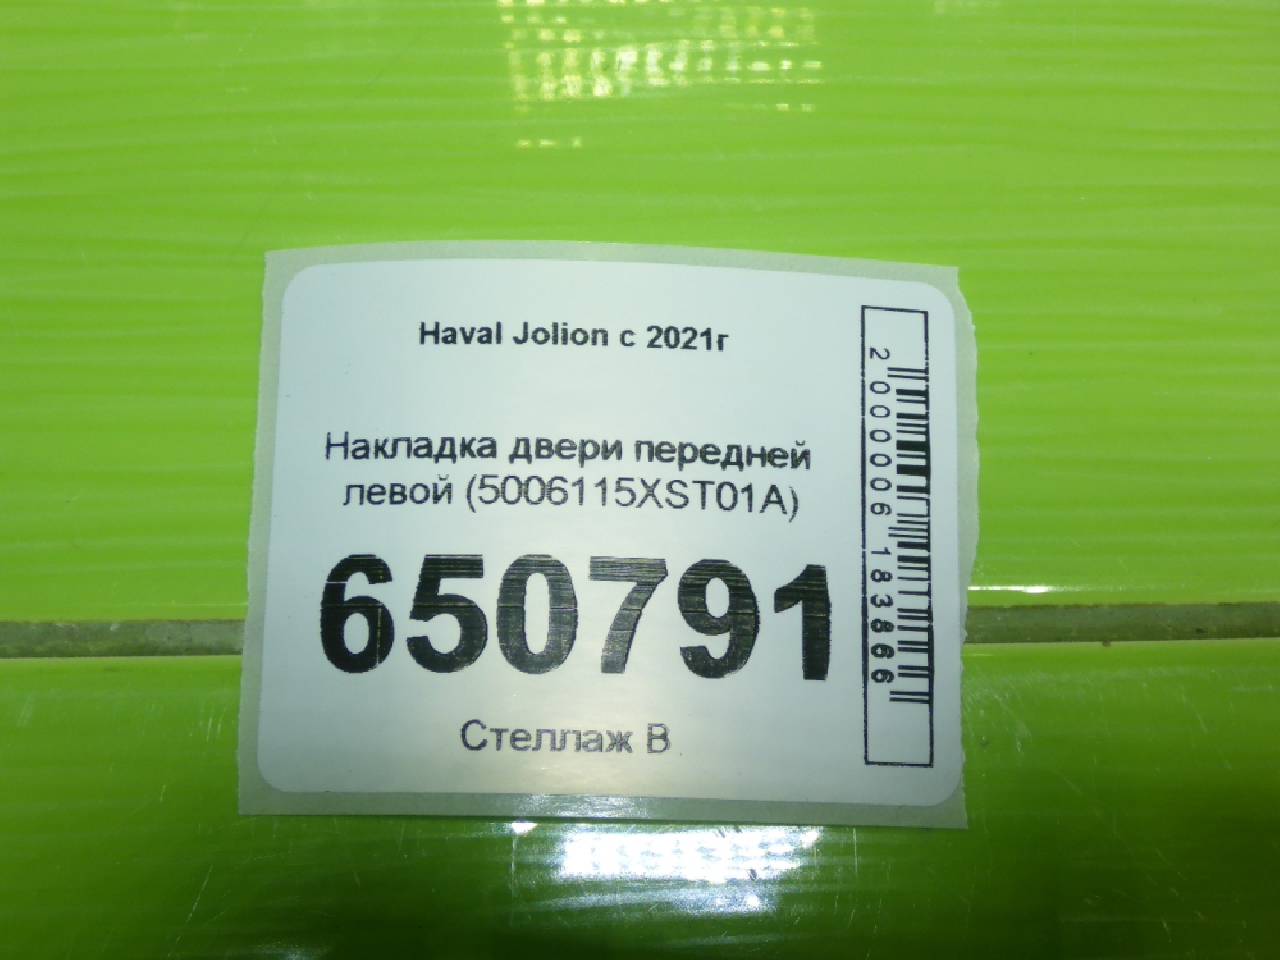 Haval Jolion с 2021г
Накладка двери передней
левой (5006115XST01A)
650791
Стеллаж В
2000006183866